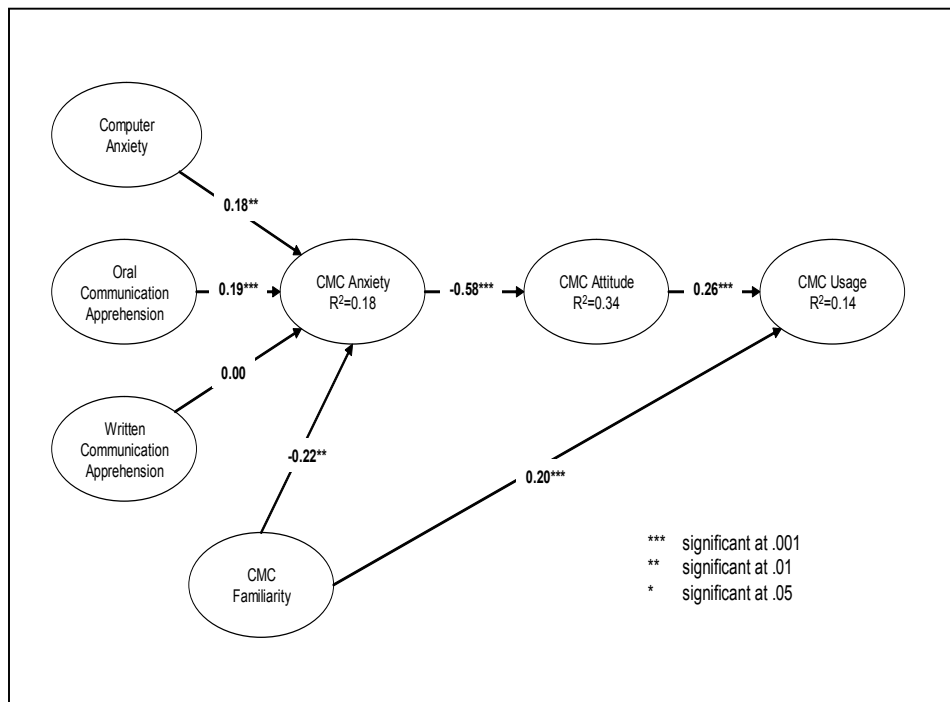 Computer
Anxiety
0.18**
Oral
Communication
Apprehension
0.19***
CMC Anxiety
R²=0.18
-0.58***
CMC Attitude
R²=0.34
0.26***
CMC Usage
R²=0.14
0.00
Written
Communication
Apprehension
-0.22**
0.20***
CMC
Familiarity
*** significant at .001
** significant at .01
* significant at .05